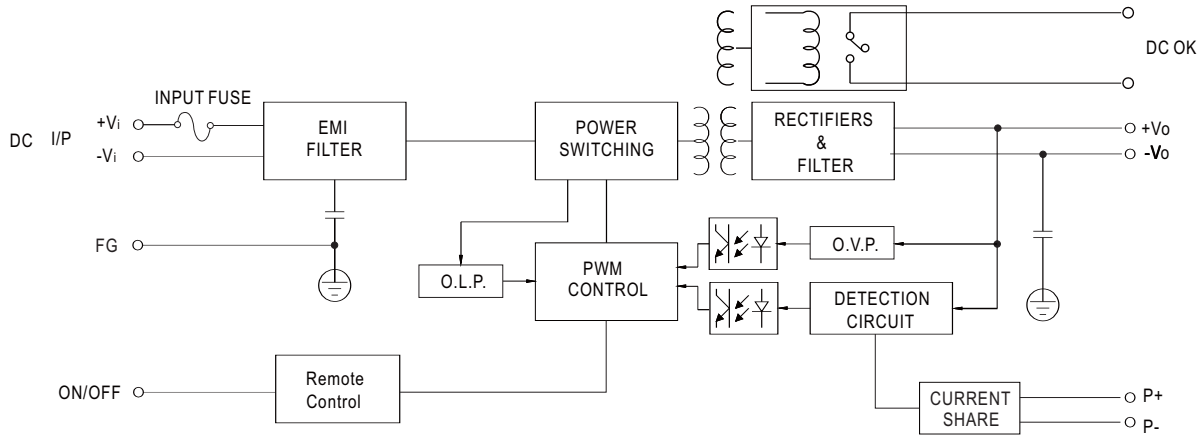 DC OK
INPUT FUSE
DC I/P
+Vi
-Vi
EMI
FILTER
POWER
SWITCHING
RECTIFIERS
&
FILTER
+Vo
-Vo
FG
O.L.P.
PWM
CONTROL
O.V.P.
DETECTION
CIRCUIT
ON/OFF
Remote
Control
CURRENT
SHARE
P+
P-